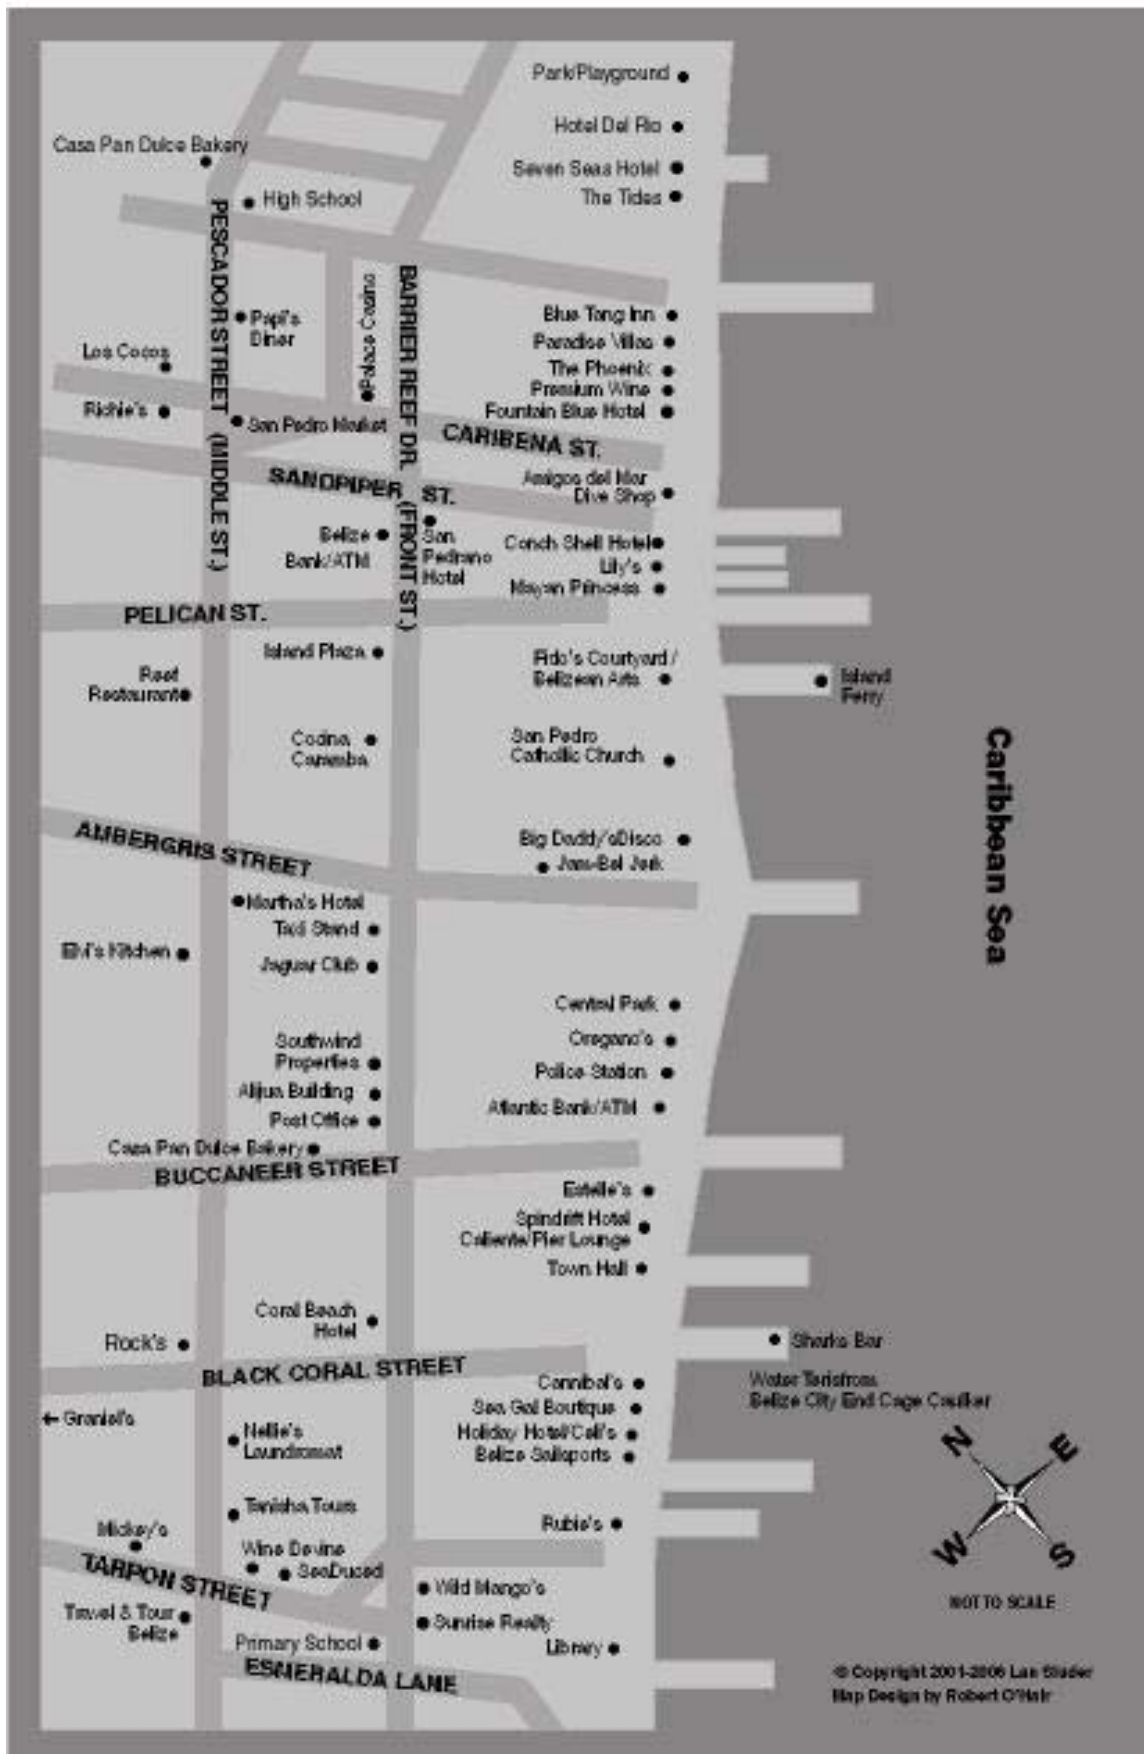 Park/Playground
Hotel Del Rio
Casa Pan Dulce Bakery
Seven Seas Hotel
The Tides
High School
PESCADOR STREET (MIDDLE ST.)
BARRIER REEF DR. (FRONT ST.)
Palace Casino
Papi's
Diner
Blue Tang Inn
Paradise Villas
Los Cocos
The Phoenix
Premium Wine
Richie's
Fountain Blue Hotel
San Pedro Market
CARIBENA ST.
SANDPIPER ST.
Amigos del Mar
Dive Shop
Belize
Bank/ATM
San
Pedrano
Hotel
Conch Shell Hotel
Lily's
Mayan Princess
PELICAN ST.
Island Plaza
Fido's Courtyard /
Belizean Arts
Island
Ferry
Reef
Restaurant
Caribbean Sea
Cocina
Caramba
San Pedro
Catholic Church
AMBERGRIS STREET
Big Daddy'sDisco
Jam-Bel Jerk
Martha's Hotel
Taxi Stand
Elvi's Kitchen
Jaguar Club
Central Park
Oregano's
Southwind
Properties
Police Station
Alijua Building
Atlantic Bank/ATM
Post Office
Casa Pan Dulce Bakery
BUCCANEER STREET
Estelle's
Spindrift Hotel
Caliente/Pier Lounge
Town Hall
Coral Beach
Hotel
Rock's
Sharks Bar
BLACK CORAL STREET
Water Taxis from
Belize City End Cage Caulker
Cannibal's
Sea Gal Boutique
Graniel's
Holiday Hotel/Celi's
Nellie's
Laundromat
Belize Sailsports
N
E
W
S
Tanisha Tours
Rubie's
Mickey's
Wine Devine
SeaDuced
TARPON STREET
Wild Mango's
NOT TO SCALE
Travel & Tour
Belize
Sunrise Realty
Primary School
Library
ESMERALDA LANE
© Copyright 2001-2006 Lan Sluder
Map Design by Robert O'Hair